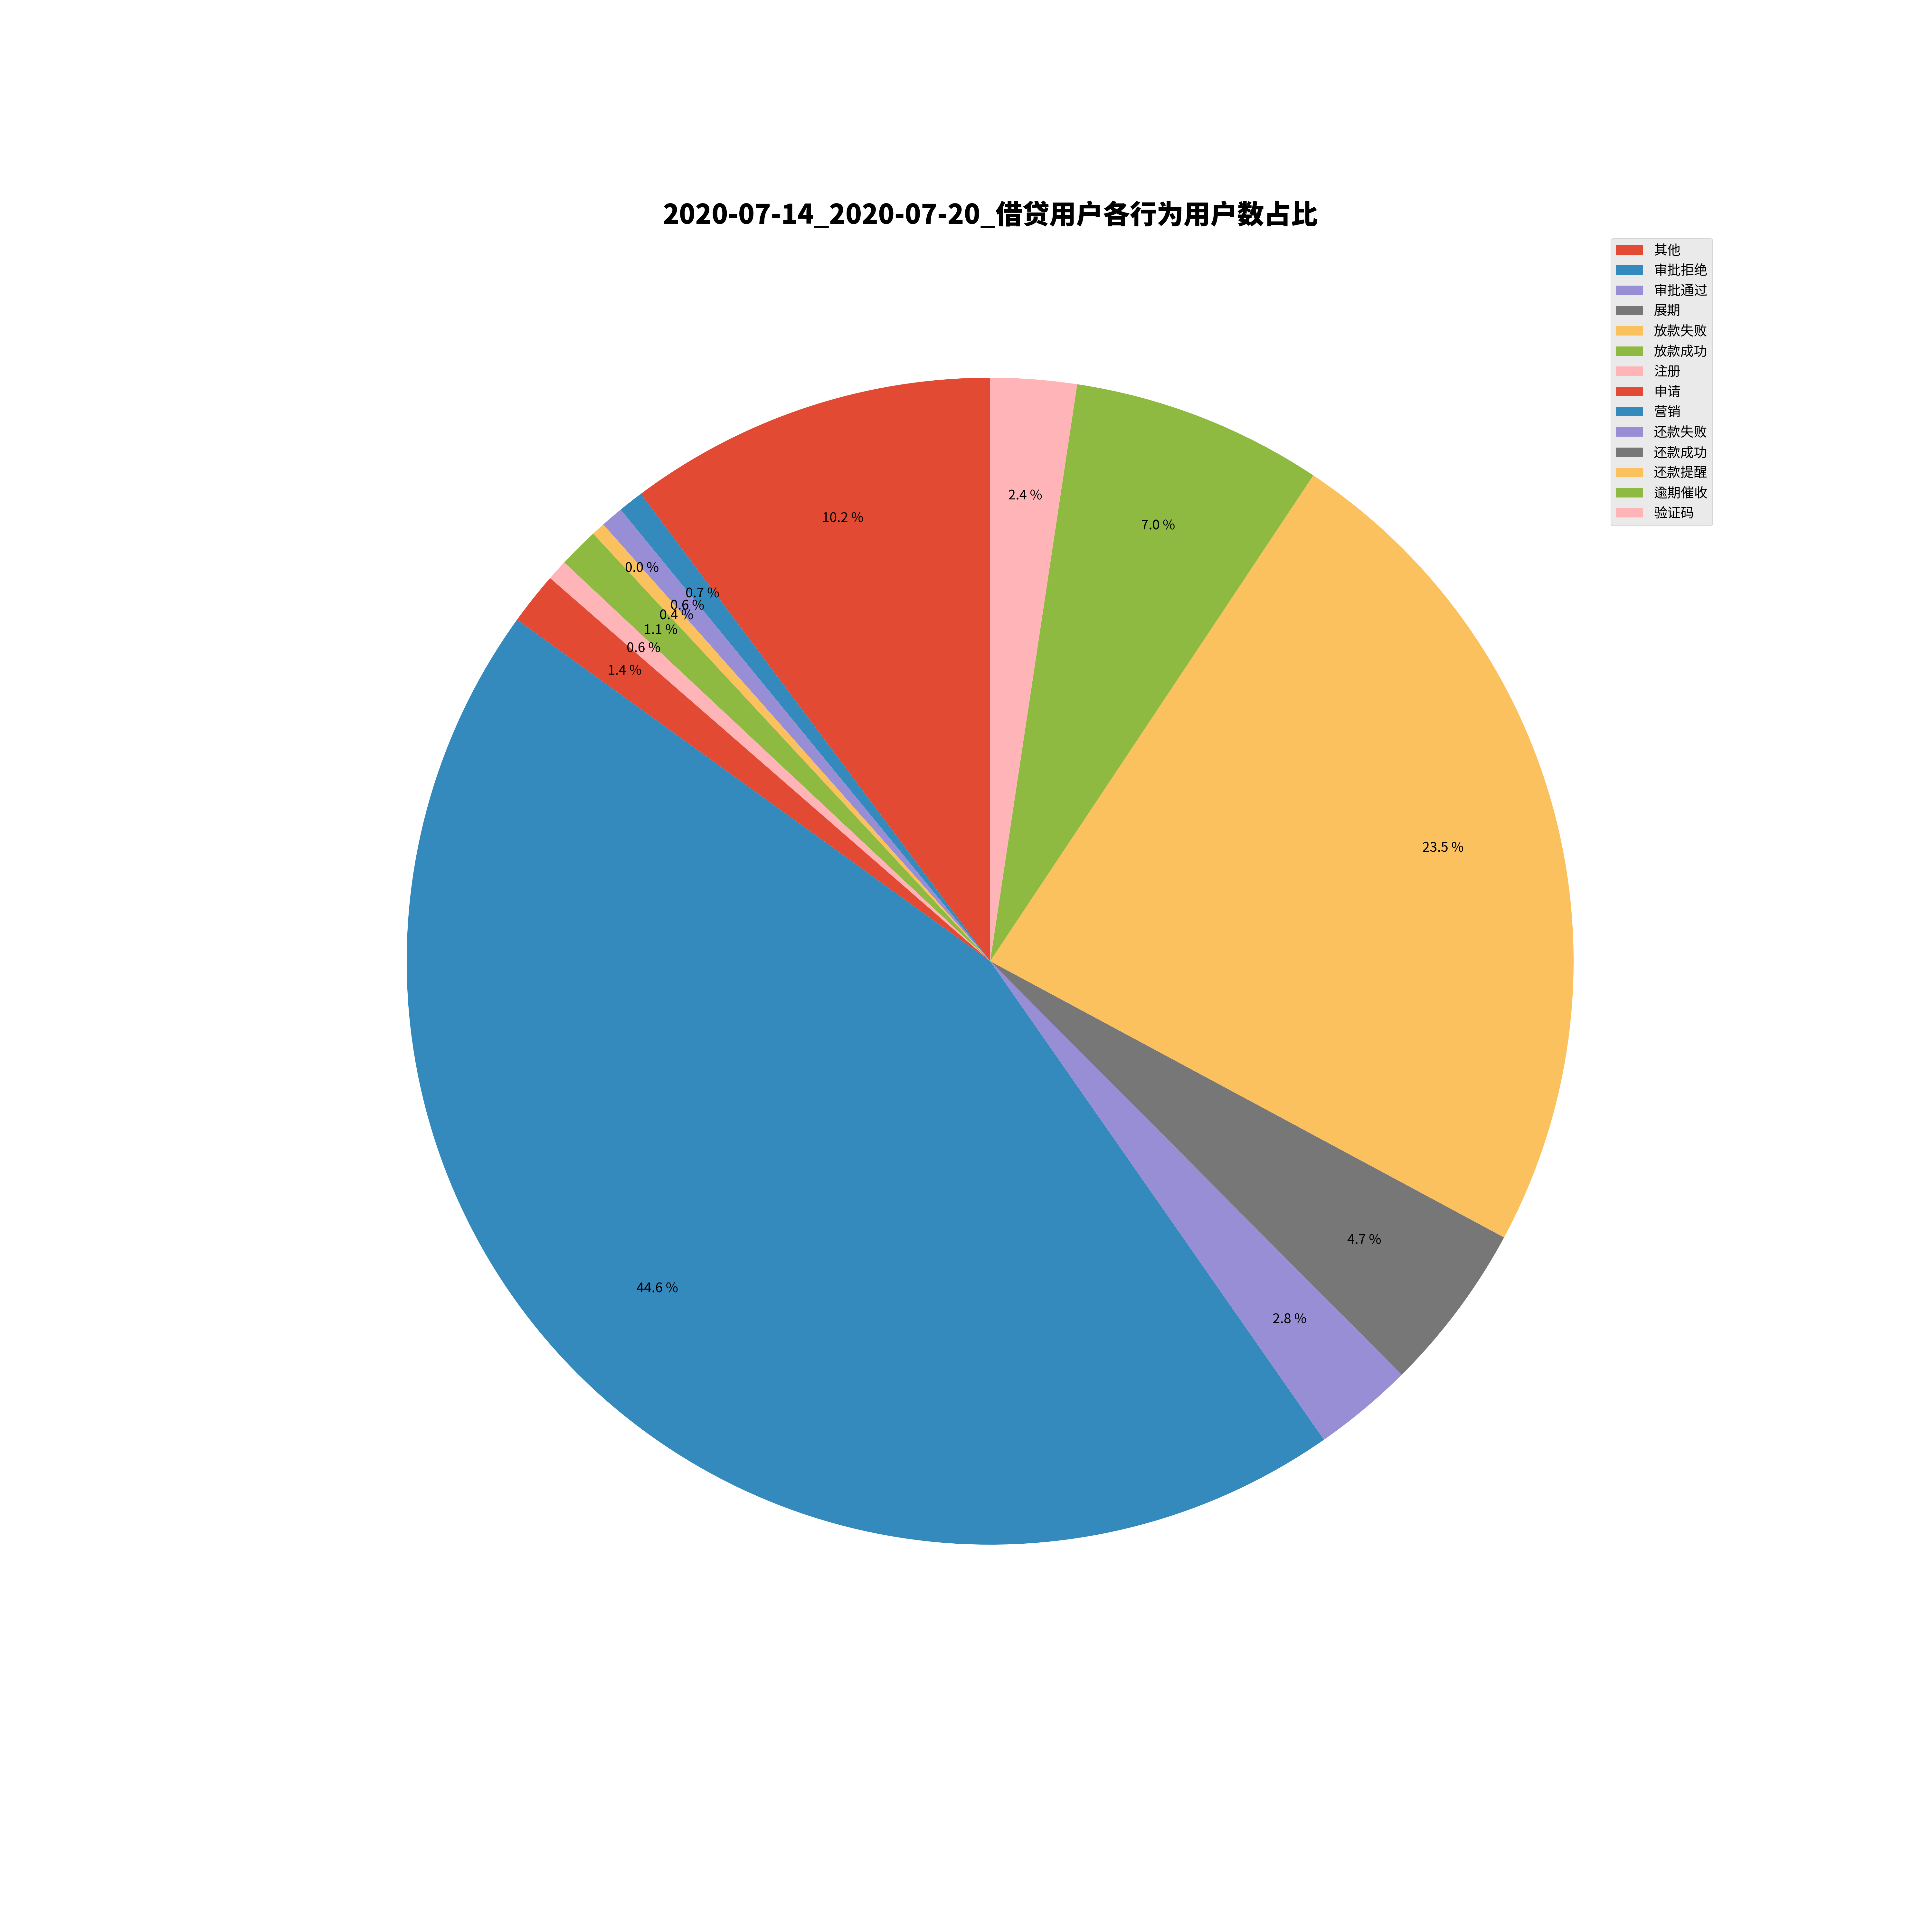 2020-07-14_2020-07-20_借贷用户各行为用户数占比
其他
审批拒绝
审批通过
展期
放款失败
放款成功
注册
申请
营销
还款失败
还款成功
还款提醒
逾期催收
验证码
2.4 %
10.2 %
7.0 %
0.0 %
0.7 %
0.6 %
0.4 %
1.1 %
0.6 %
1.4 %
23.5 %
4.7 %
44.6 %
2.8 %